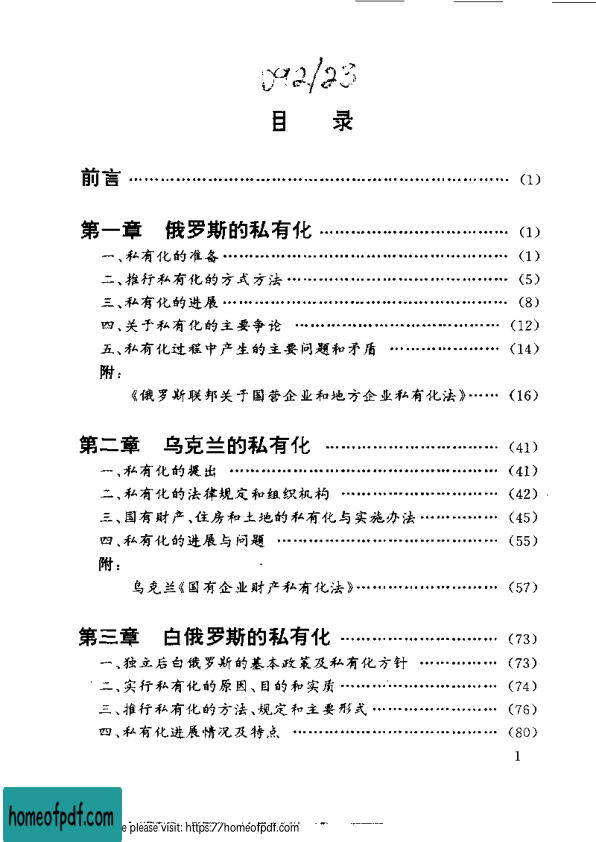 092/23
目 录
前言 …… (1)
第一章 俄罗斯的私有化 …… (1)
一、私有化的准备 …… (1)
二、推行私有化的方式方法 …… (5)
三、私有化的进展 …… (8)
四、关于私有化的主要争论 …… (12)
五、私有化过程中产生的主要问题和矛盾 …… (14)
附：
《俄罗斯联邦关于国营企业和地方企业私有化法》…… (16)
第二章 乌克兰的私有化 …… (41)
一、私有化的提出 …… (41)
二、私有化的法律规定和组织机构 …… (42)
三、国有财产、住房和土地的私有化与实施办法 …… (45)
四、私有化的进展与问题 …… (55)
附：
乌克兰《国有企业财产私有化法》…… (57)
第三章 白俄罗斯的私有化 …… (73)
一、独立后白俄罗斯的基本政策及私有化方针 …… (73)
二、实行私有化的原因、目的和实质 …… (74)
三、推行私有化的方法、规定和主要形式 …… (76)
四、私有化进展情况及特点 …… (80)
1
homeofpdf.com
e please visit: https://homeofpdf.com